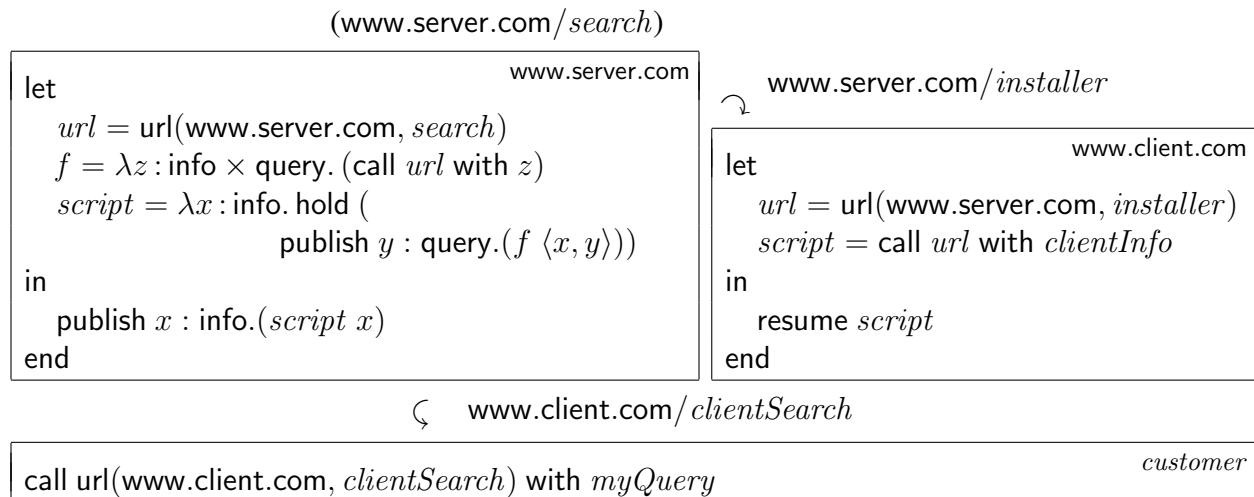 (www.server.com/search)
www.server.com
let
url = url(www.server.com, search)
f = λz : info × query. (call url with z)
script = λx : info. hold (
publish y : query.(f ⟨x, y⟩))
in
publish x : info.(script x)
end
www.server.com/installer
www.client.com
let
url = url(www.server.com, installer)
script = call url with clientInfo
in
resume script
end
www.client.com/clientSearch
customer
call url(www.client.com, clientSearch) with myQuery